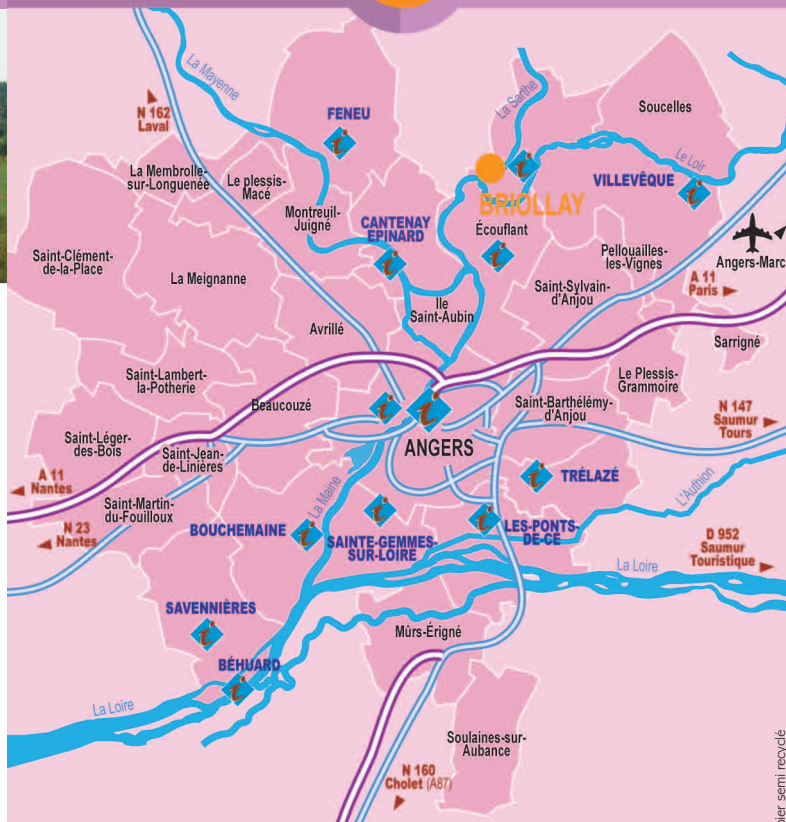 La Mayenne
N 162
Laval
FENEU
La Sarthe
Soucelles
Le Loir
VILLEVÊQUE
BRIOLLAY
La Membrolle-
sur-Longuenée
Le plessis-
Macé
Montreuil-
Juigné
CANTENAY
EPINARD
Écouflant
Pellouailles-
les-Vignes
Angers-Marc
A 11
Paris
Saint-Clément-
de-la-Place
La Meignanne
Ile
Saint-Aubin
Saint-Sylvain-
d'Anjou
Avrillé
Sarrigné
Saint-Lambert-
la-Potherie
Beaucouzé
Le Plessis-
Grammoire
Saint-Barthélémy-
d'Anjou
N 147
Saumur
Tours
ANGERS
Saint-Léger-
des-Bois
Saint-Jean-
de-Linières
A 11
Nantes
Saint-Martin-
du-Fouilloux
N 23
Nantes
La Maine
TRÉLAZÉ
L'Authion
BOUCHEMAINE
SAINTE-GEMMES-
SUR-LOIRE
LES-PONTS-
DE-CÉ
D 952
Saumur
Touristique
La Loire
SAVENNIÈRES
Mûrs-Érigné
BÉHUARD
La Loire
Soulaines-sur-
Aubance
N 160
Cholet (A87)
pier semi recyclé